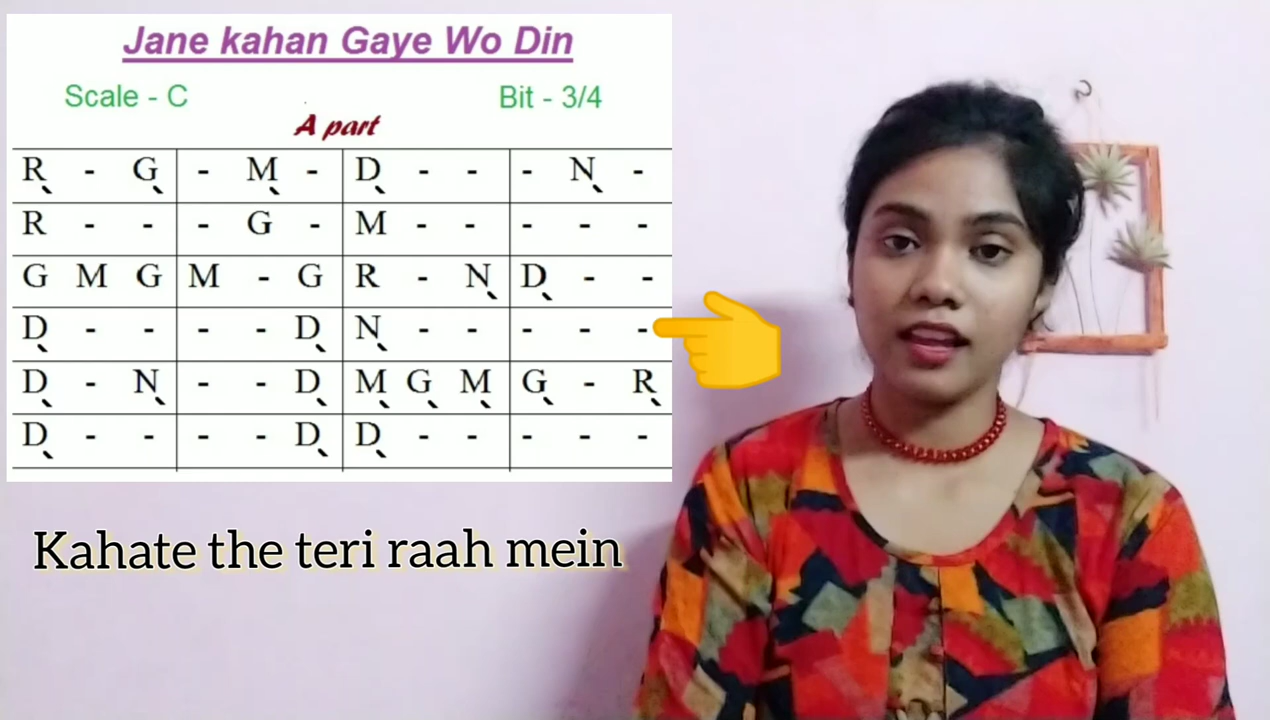 Jane kahan Gaye Wo Din
Scale - C Bit - 3/4
A part
R̖ - G̖ - M̖ - D̖ - - - N̖ -
R - - - G - M - - - - -
G M G M - G R - N̖ D̖ - -
D̖ - - - - D̖ N̖ - - - - -
D̖ - N̖ - - D̖ M̖ G̖ M̖ G̖ - R̖
D̖ - - - - D̖ D̖ - - - - -
Kahate the teri raah mein